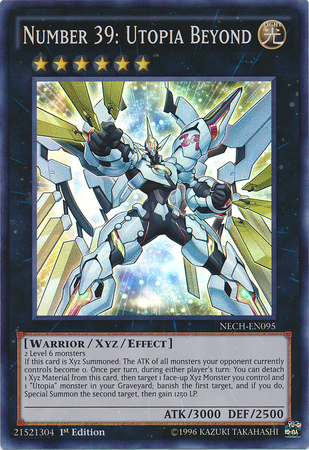 NUMBER 39: UTOPIA BEYOND
LIGHT
光
39
NECH-EN095
[WARRIOR / XYZ / EFFECT]
2 Level 6 monsters
If this card is Xyz Summoned: The ATK of all monsters your opponent currently
controls become 0. Once per turn, during either player's turn: You can detach
1 Xyz Material from this card, then target 1 face-up Xyz Monster you control and
1 "Utopia" monster in your Graveyard; banish the first target, and if you do,
Special Summon the second target, then gain 1250 LP.
ATK/3000 DEF/2500
21521304 1st Edition ©1996 KAZUKI TAKAHASHI